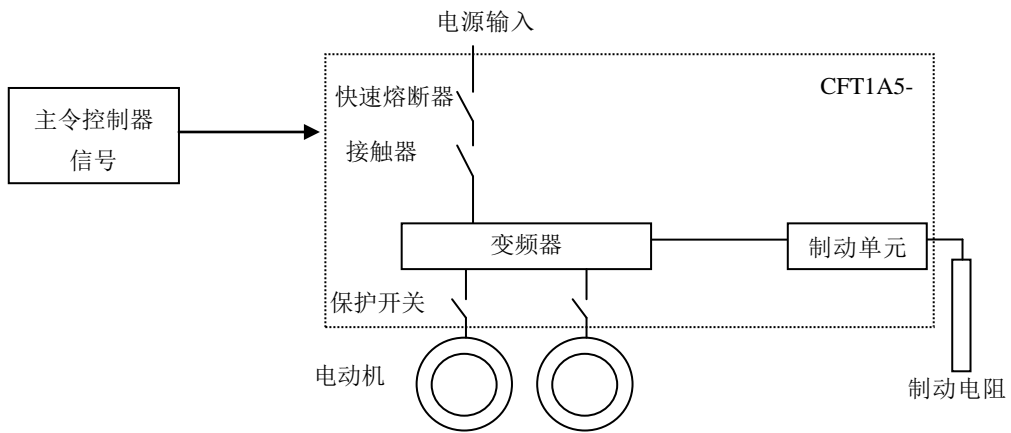 电源输入
CFT1A5-
快速熔断器
主令控制器
信号
接触器
变频器
制动单元
保护开关
电动机
制动电阻